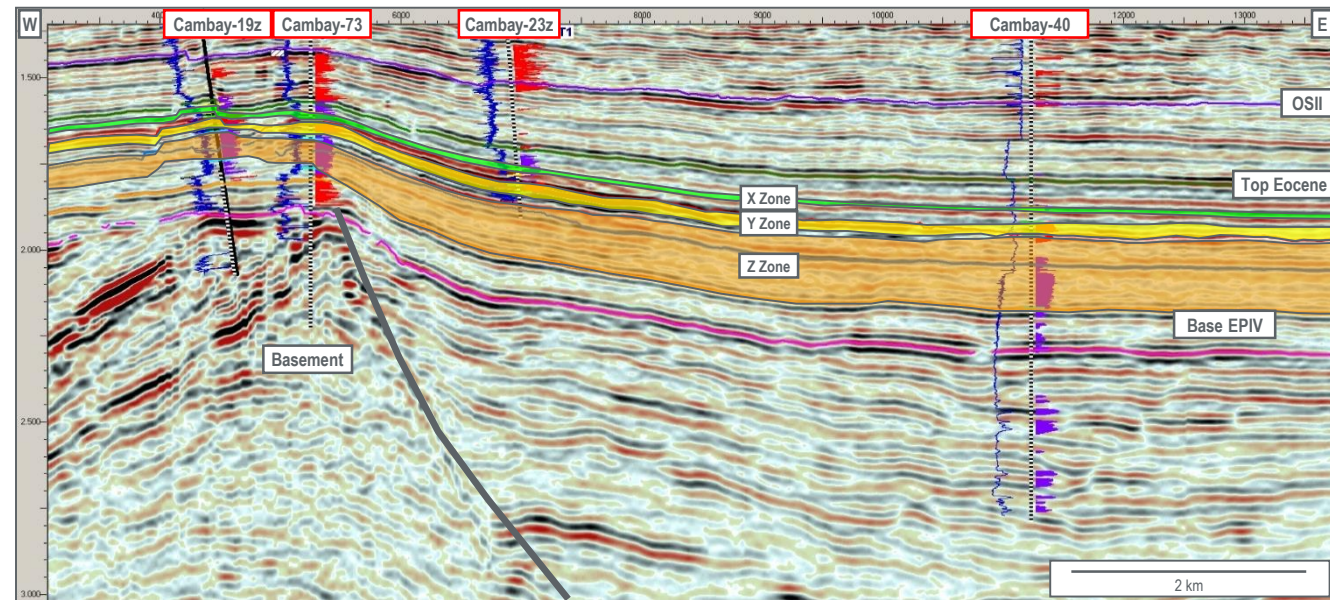 W
Cambay-19z
Cambay-73
6000
Cambay-23z
T1
8000
9000
10000
Cambay-40
12000
13000
E
1.500
OSII
Top Eocene
X Zone
Y Zone
2.000
Z Zone
Base EPIV
Basement
2.500
2 km
3.000